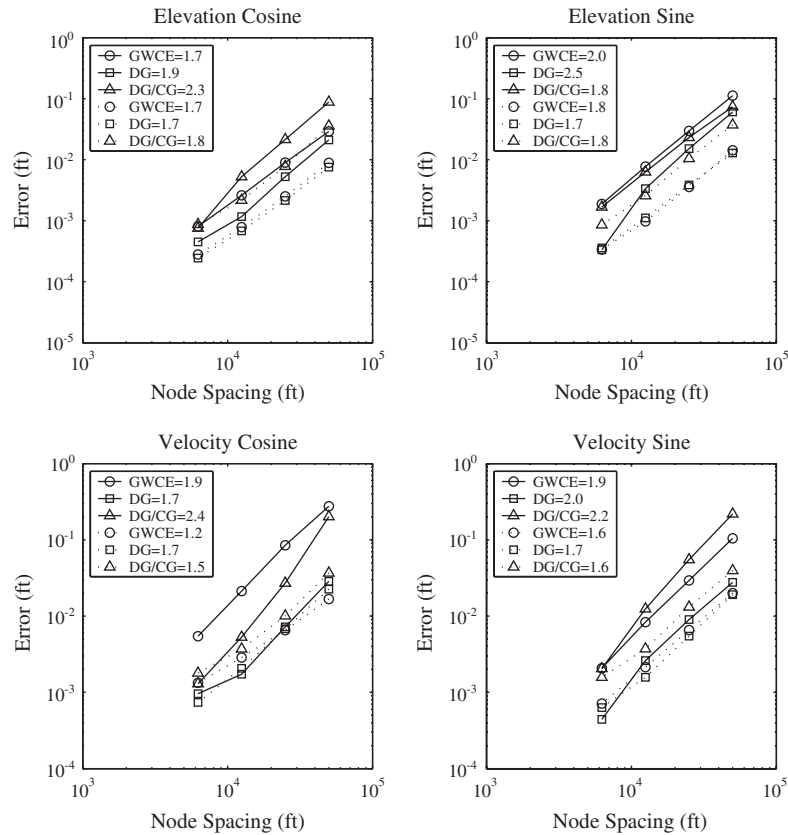 Elevation Cosine
10^0
10^-1
10^-2
10^-3
10^-4
10^-5
Error (ft)
GWCE=1.7
DG=1.9
DG/CG=2.3
GWCE=1.7
DG=1.7
DG/CG=1.8
10^3
10^4
10^5
Node Spacing (ft)
Elevation Sine
10^0
10^-1
10^-2
10^-3
10^-4
10^-5
Error (ft)
GWCE=2.0
DG=2.5
DG/CG=1.8
GWCE=1.8
DG=1.7
DG/CG=1.8
10^3
10^4
10^5
Node Spacing (ft)
Velocity Cosine
10^0
10^-1
10^-2
10^-3
10^-4
Error (ft)
GWCE=1.9
DG=1.7
DG/CG=2.4
GWCE=1.2
DG=1.7
DG/CG=1.5
10^3
10^4
10^5
Node Spacing (ft)
Velocity Sine
10^0
10^-1
10^-2
10^-3
10^-4
Error (ft)
GWCE=1.9
DG=2.0
DG/CG=2.2
GWCE=1.6
DG=1.7
DG/CG=1.6
10^3
10^4
10^5
Node Spacing (ft)